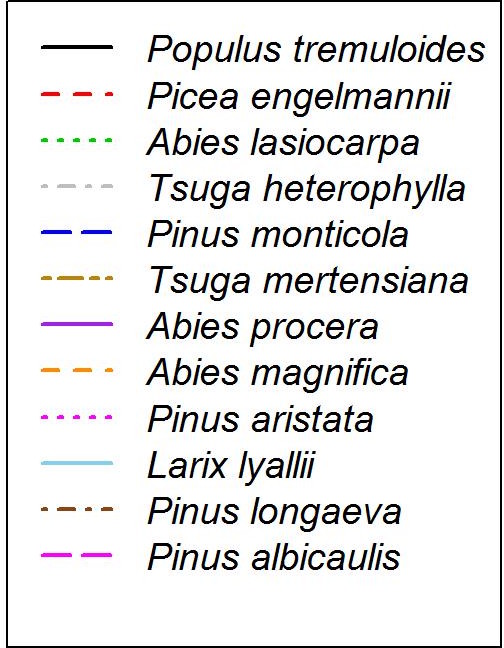 Populus tremuloides
Picea engelmannii
Abies lasiocarpa
Tsuga heterophylla
Pinus monticola
Tsuga mertensiana
Abies procera
Abies magnifica
Pinus aristata
Larix lyallii
Pinus longaeva
Pinus albicaulis